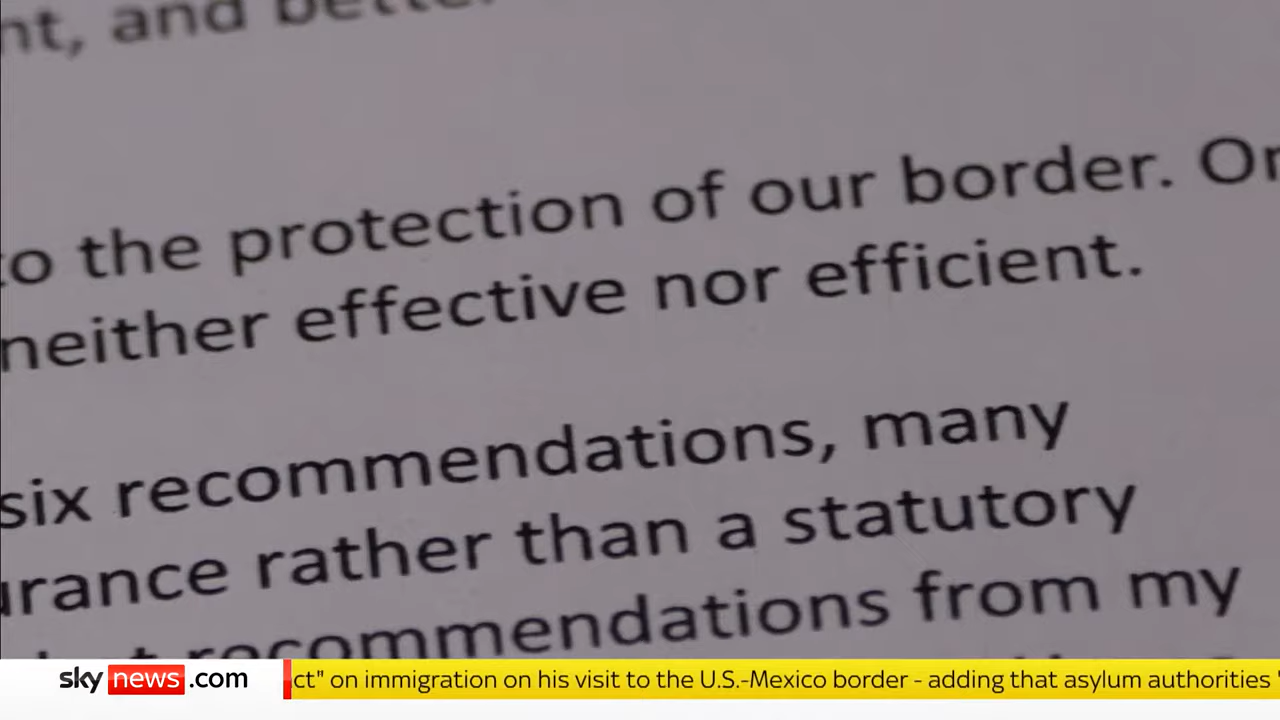 nt, and better
to the protection of our border. On
neither effective nor efficient.
six recommendations, many
urance rather than a statutory
recommendations from my
sky news.com
ct" on immigration on his visit to the U.S.-Mexico border - adding that asylum authorities "